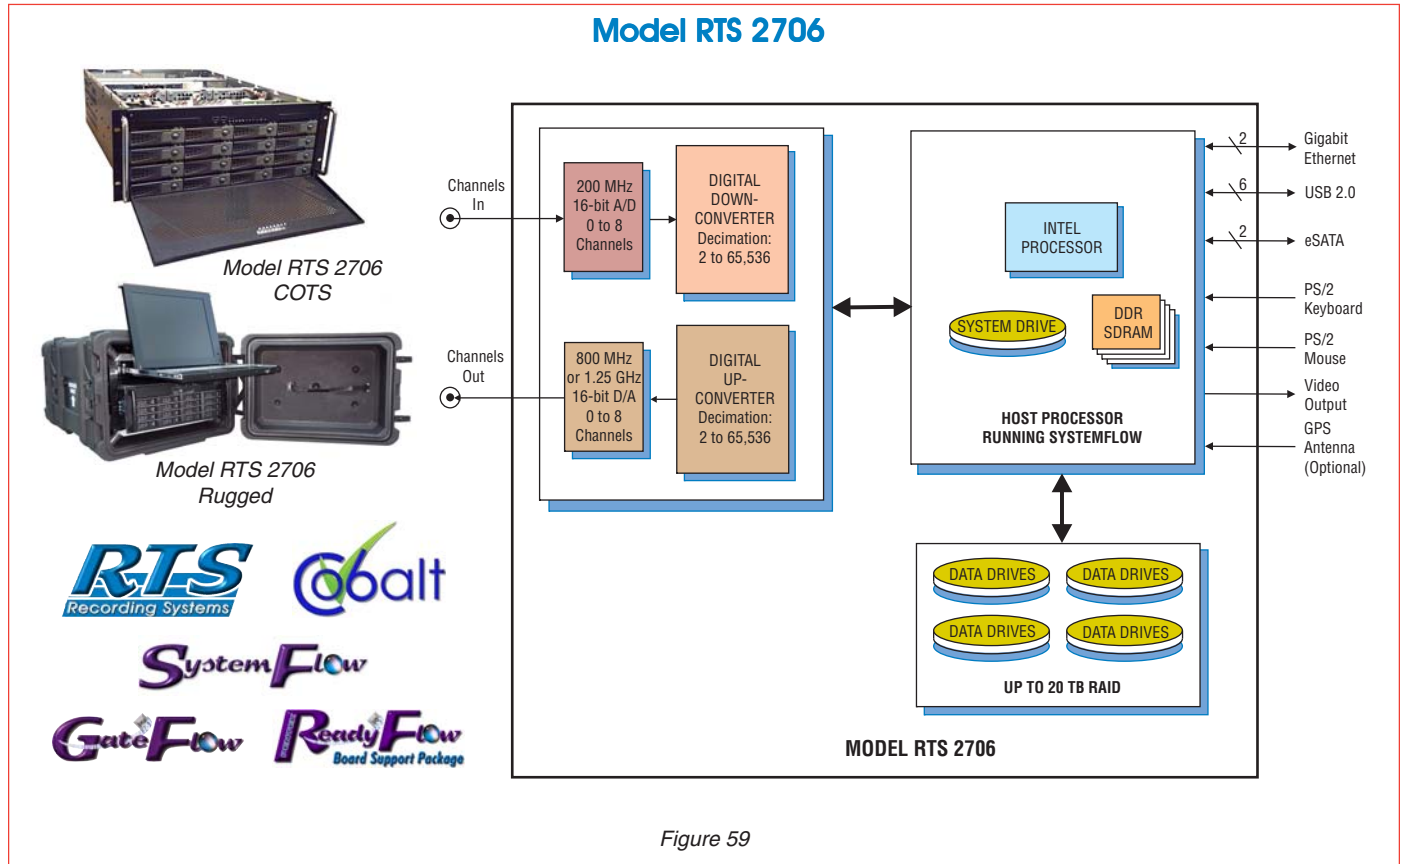 Model RTS 2706
Model RTS 2706
COTS
Model RTS 2706
Rugged
RTS
Recording Systems
Cobalt
SystemFlow
GateFlow
ReadyFlow
Board Support Package
Channels
In
200 MHz
16-bit A/D
0 to 8
Channels
DIGITAL
DOWN-
CONVERTER
Decimation:
2 to 65,536
Channels
Out
800 MHz
or 1.25 GHz
16-bit D/A
0 to 8
Channels
DIGITAL
UP-
CONVERTER
Decimation:
2 to 65,536
INTEL
PROCESSOR
SYSTEM DRIVE
DDR
SDRAM
HOST PROCESSOR
RUNNING SYSTEMFLOW
2
Gigabit
Ethernet
6
USB 2.0
2
eSATA
PS/2
Keyboard
PS/2
Mouse
Video
Output
GPS
Antenna
(Optional)
DATA DRIVES
DATA DRIVES
DATA DRIVES
DATA DRIVES
UP TO 20 TB RAID
MODEL RTS 2706
Figure 59